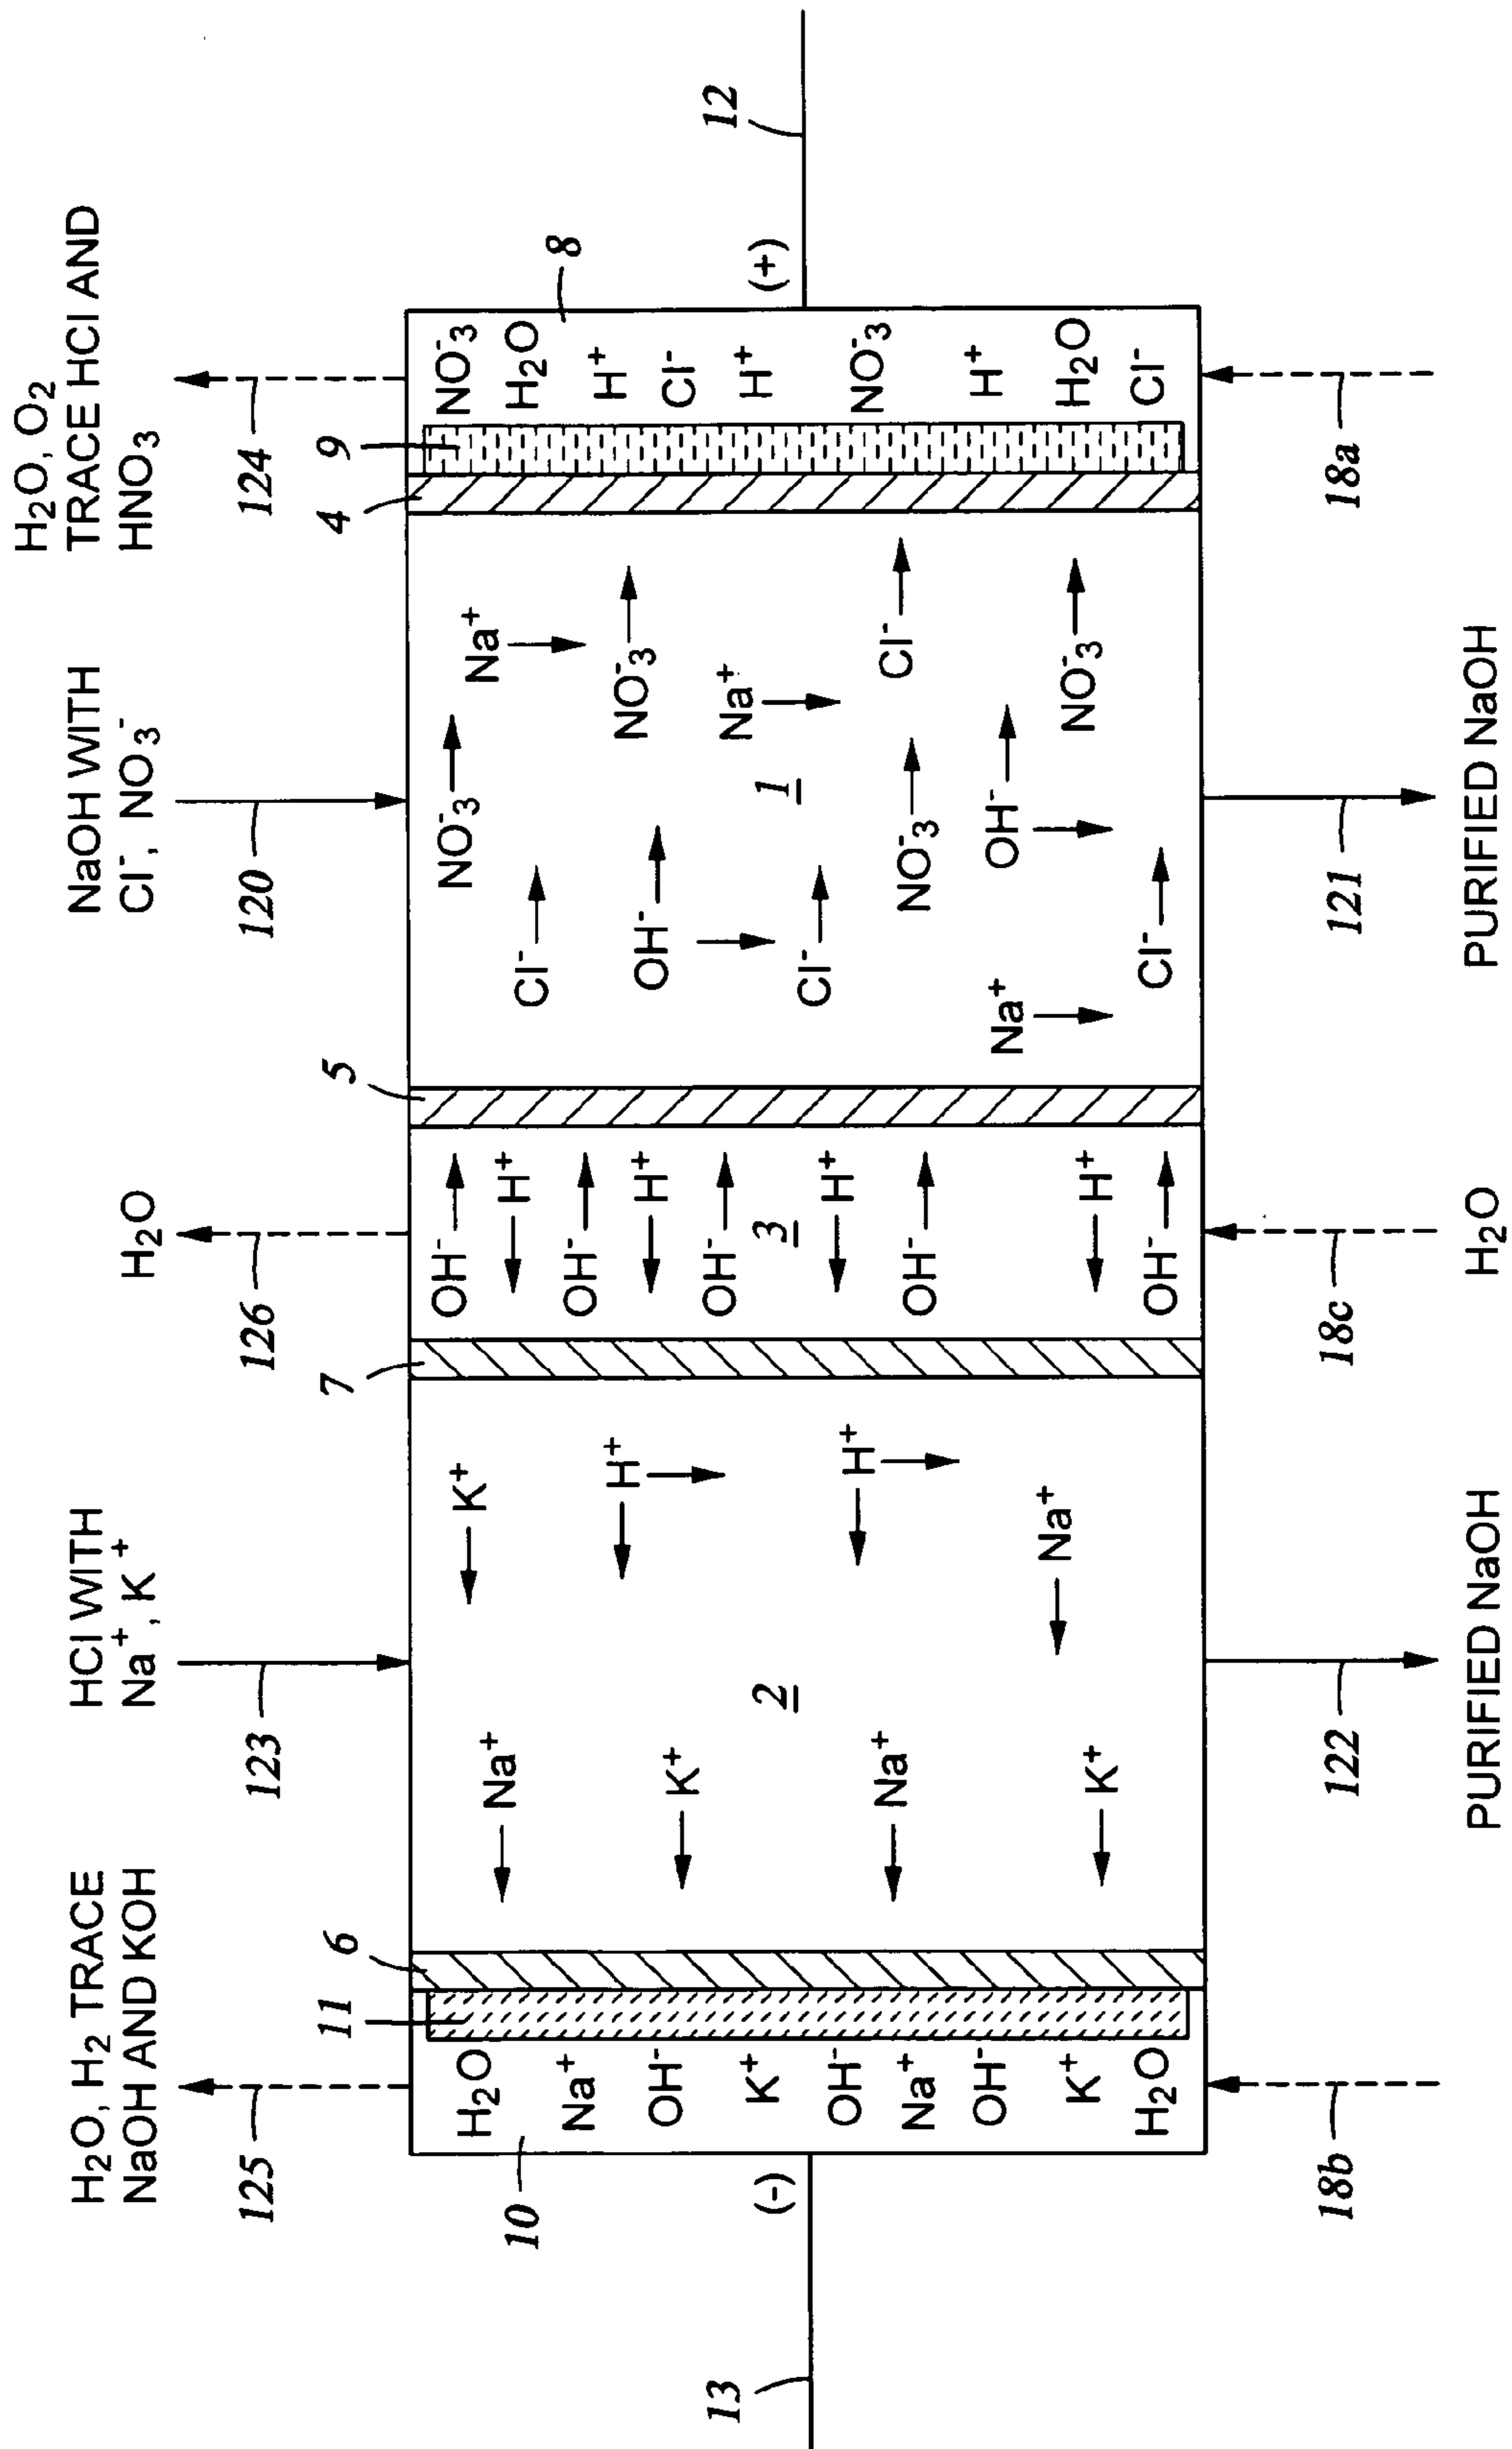 H₂O, H₂ TRACE
NaOH AND KOH
HCl WITH
Na⁺, K⁺
H₂O
NaOH WITH
Cl⁻, NO₃⁻
H₂O, O₂
TRACE HCl AND
HNO₃
125
123
126
120
124
11
6
7
5
4
9
10
8
H₂O
Na⁺
OH⁻
K⁺
OH⁻
Na⁺
OH⁻
K⁺
H₂O
Na⁺
K⁺
K⁺
H⁺
2
Na⁺
H⁺
K⁺
Na⁺
OH⁻
H⁺
OH⁻
H⁺
OH⁻
3
H⁺
OH⁻
H⁺
OH⁻
NO₃⁻
Na⁺
Cl⁻
OH⁻
NO₃⁻
Na⁺
1
Cl⁻
NO₃⁻
Cl⁻
Na⁺
OH⁻
NO₃⁻
Cl⁻
NO₃⁻
H₂O
H⁺
Cl⁻
H⁺
NO₃⁻
H⁺
H₂O
Cl⁻
13
(-)
(+)
12
18b
122
18c
121
18a
PURIFIED NaOH
H₂O
PURIFIED NaOH